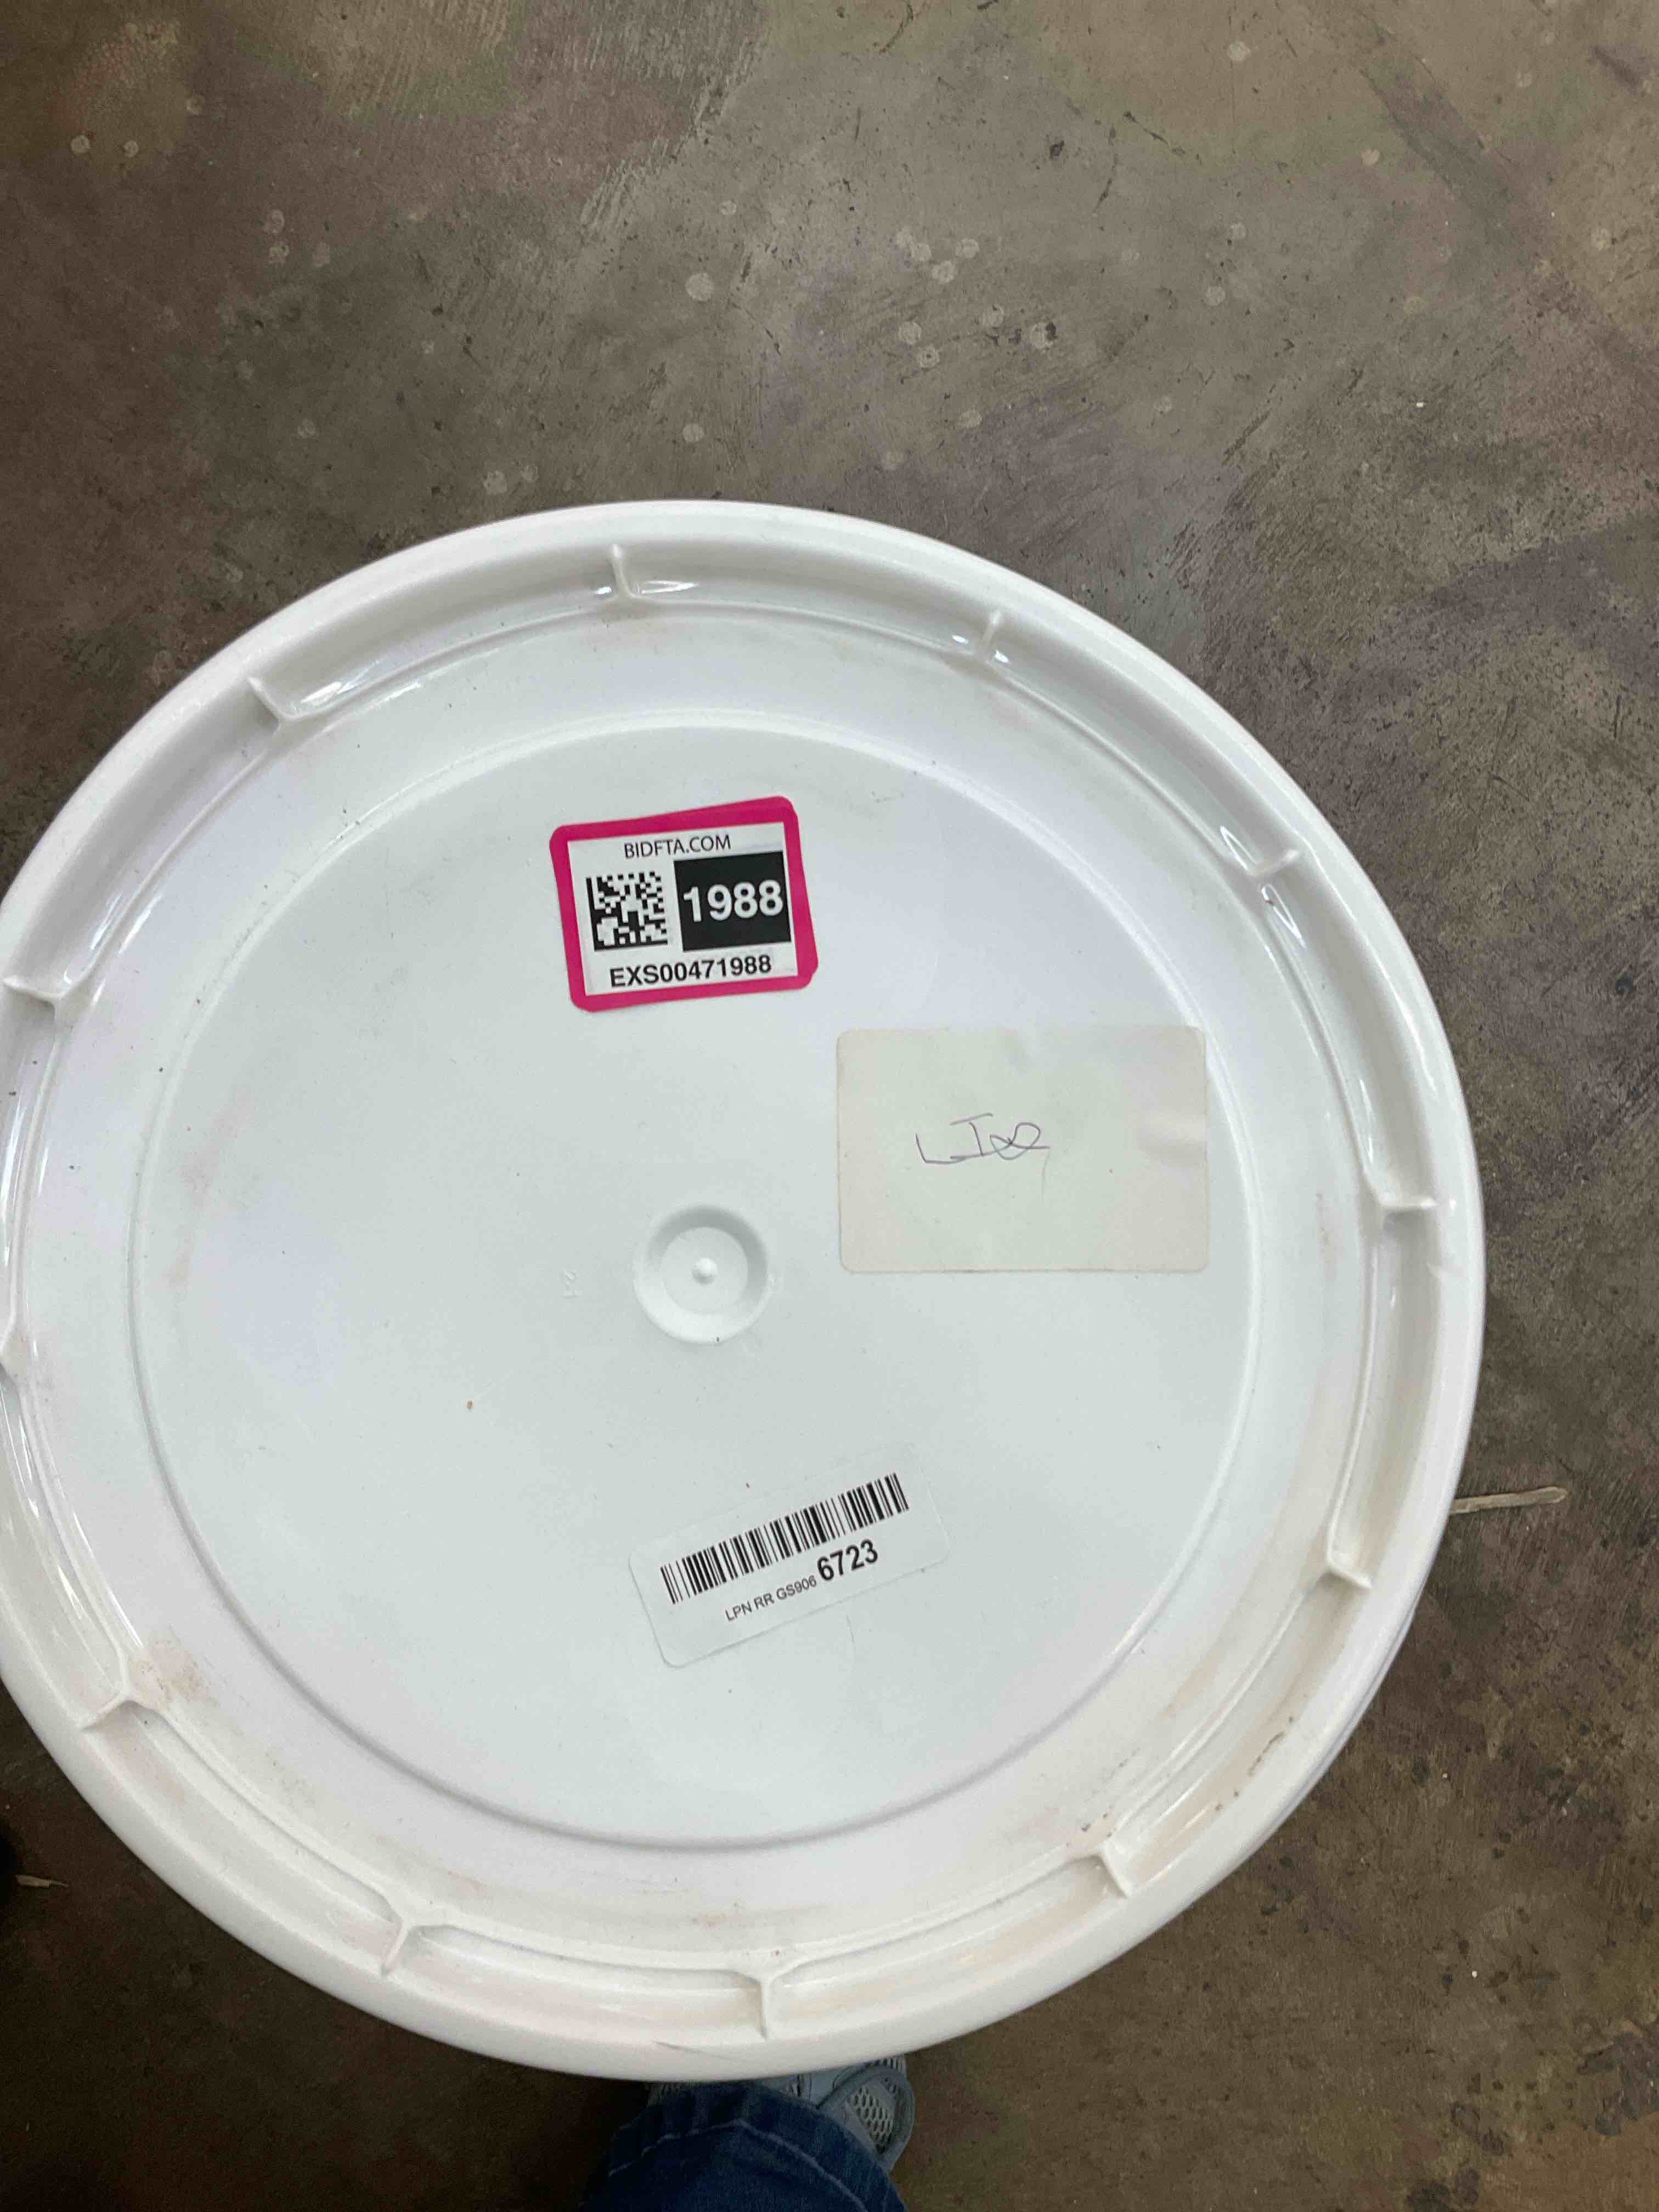 BIDFTA.COM
1988
EXS00471988
LPN RR GS906 6723